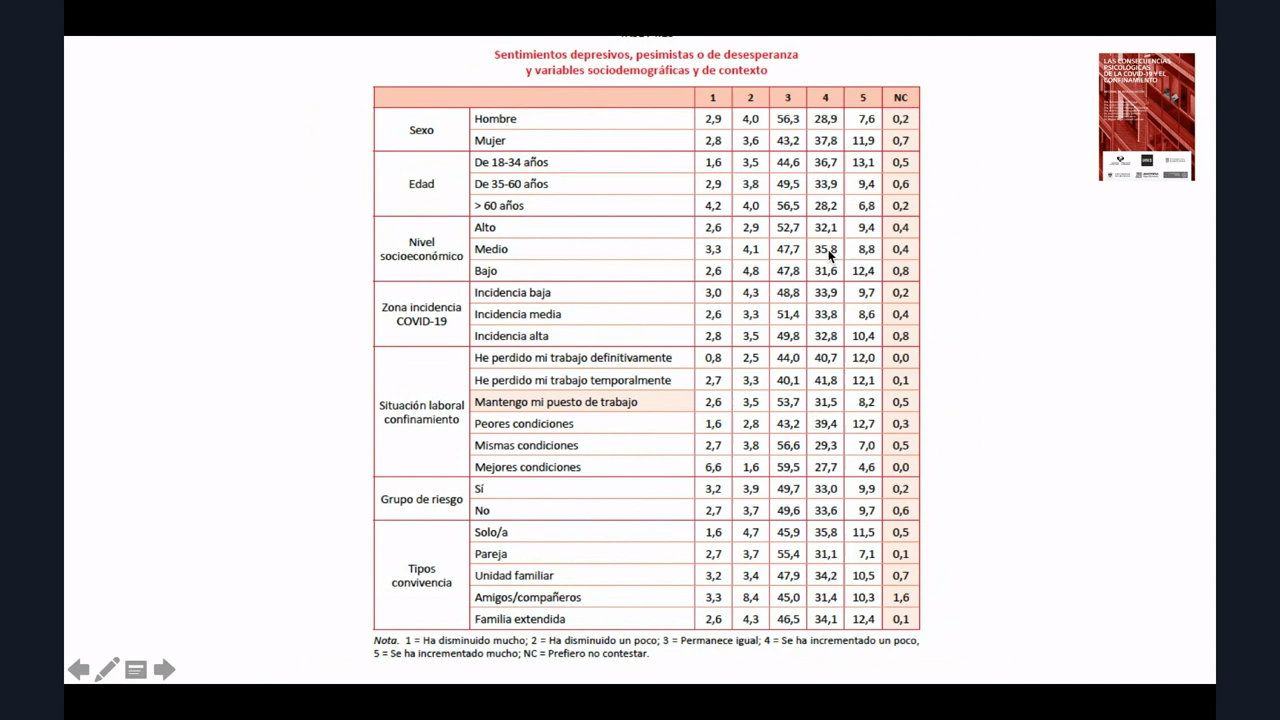 Sentimientos depresivos, pesimistas o de desesperanza
y variables sociodemográficas y de contexto
1 2 3 4 5 NC
Sexo
Hombre 2,9 4,0 56,3 28,9 7,6 0,2
Mujer 2,8 3,6 43,2 37,8 11,9 0,7
Edad
De 18-34 años 1,6 3,5 44,6 36,7 13,1 0,5
De 35-60 años 2,9 3,8 49,5 33,9 9,4 0,6
> 60 años 4,2 4,0 56,5 28,2 6,8 0,2
Nivel
socioeconómico
Alto 2,6 2,9 52,7 32,1 9,4 0,4
Medio 3,3 4,1 47,7 35,8 8,8 0,4
Bajo 2,6 4,8 47,8 31,6 12,4 0,8
Zona incidencia
COVID-19
Incidencia baja 3,0 4,3 48,8 33,9 9,7 0,2
Incidencia media 2,6 3,3 51,4 33,8 8,6 0,4
Incidencia alta 2,8 3,5 49,8 32,8 10,4 0,8
Situación laboral
confinamiento
He perdido mi trabajo definitivamente 0,8 2,5 44,0 40,7 12,0 0,0
He perdido mi trabajo temporalmente 2,7 3,3 40,1 41,8 12,1 0,1
Mantengo mi puesto de trabajo 2,6 3,5 53,7 31,5 8,2 0,5
Peores condiciones 1,6 2,8 43,2 39,4 12,7 0,3
Mismas condiciones 2,7 3,8 56,6 29,3 7,0 0,5
Mejores condiciones 6,6 1,6 59,5 27,7 4,6 0,0
Grupo de riesgo
Sí 3,2 3,9 49,7 33,0 9,9 0,2
No 2,7 3,7 49,6 33,6 9,7 0,6
Tipos
convivencia
Solo/a 1,6 4,7 45,9 35,8 11,5 0,5
Pareja 2,7 3,7 55,4 31,1 7,1 0,1
Unidad familiar 3,2 3,4 47,9 34,2 10,5 0,7
Amigos/compañeros 3,3 8,4 45,0 31,4 10,3 1,6
Familia extendida 2,6 4,3 46,5 34,1 12,4 0,1
Nota. 1 = Ha disminuido mucho; 2 = Ha disminuido un poco; 3 = Permanece igual; 4 = Se ha incrementado un poco,
5 = Se ha incrementado mucho; NC = Prefiero no contestar.
LAS CONSECUENCIAS
PSICOLÓGICAS
DE LA COVID-19 Y EL
CONFINAMIENTO